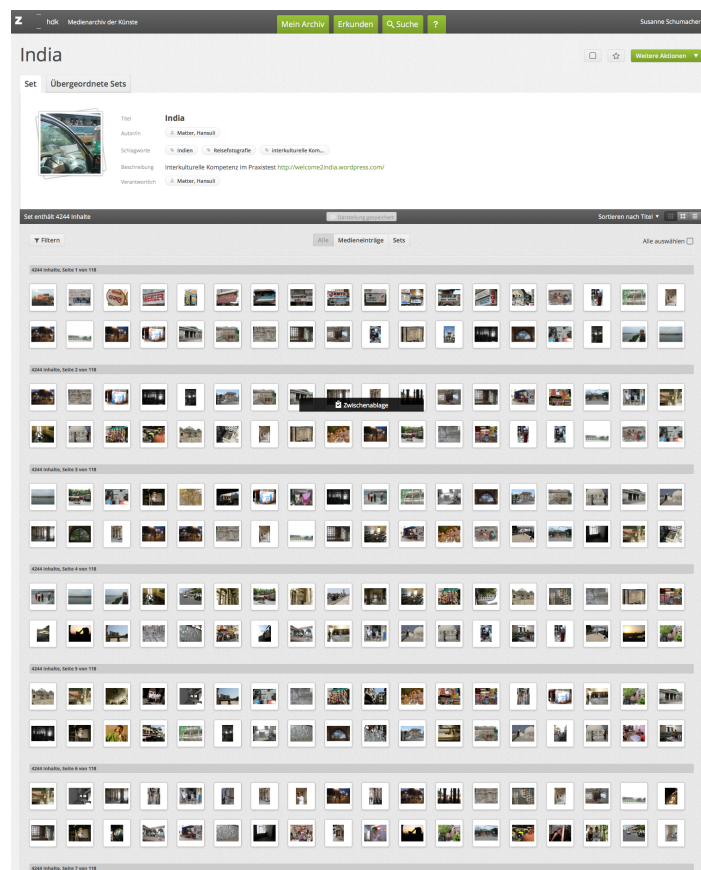 Z hdk Medienarchiv der Künste Mein Archiv Erkunden Suche ? Susanne Schumacher
India
Weitere Aktionen
Set Übergeordnete Sets
Titel India
Autor/in Matter, Hansuli
Schlagworte Indien Reisefotografie interkulturelle Kom...
Beschreibung Interkulturelle Kompetenz im Praxistest http://welcome2india.wordpress.com/
Verantwortlich Matter, Hansuli
Set enthält 4244 Inhalte Darstellung gespeichert Sortieren nach Titel
Filtern Alle Medieneinträge Sets Alle auswählen
4244 Inhalte, Seite 1 von 118
4244 Inhalte, Seite 2 von 118
Zwischenablage
4244 Inhalte, Seite 3 von 118
4244 Inhalte, Seite 4 von 118
4244 Inhalte, Seite 5 von 118
4244 Inhalte, Seite 6 von 118
4244 Inhalte, Seite 7 von 118